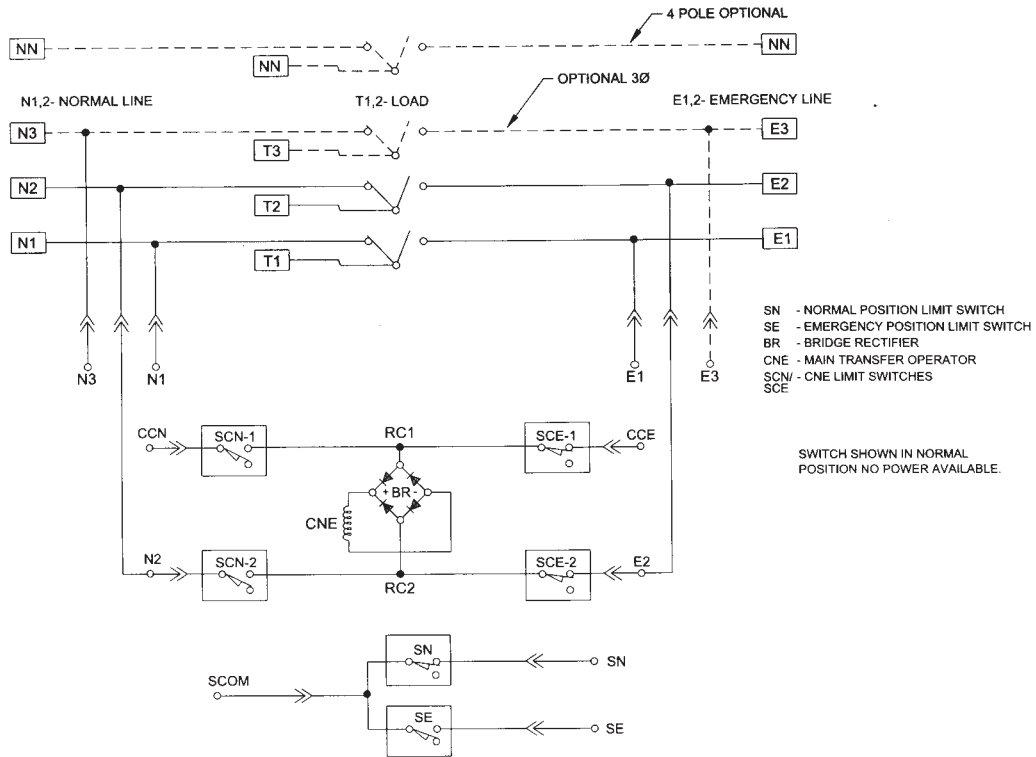 4 POLE OPTIONAL
NN
NN
NN
OPTIONAL 3Ø
N1,2- NORMAL LINE
T1,2- LOAD
E1,2- EMERGENCY LINE
N3
T3
E3
N2
T2
E2
N1
T1
E1
SN - NORMAL POSITION LIMIT SWITCH
SE - EMERGENCY POSITION LIMIT SWITCH
BR - BRIDGE RECTIFIER
CNE - MAIN TRANSFER OPERATOR
SCN/ - CNE LIMIT SWITCHES
SCE
N3
N1
E1
E3
CCN
SCN-1
RC1
SCE-1
CCE
SWITCH SHOWN IN NORMAL
POSITION NO POWER AVAILABLE.
+ BR -
CNE
N2
SCN-2
RC2
SCE-2
E2
SN
SN
SCOM
SE
SE